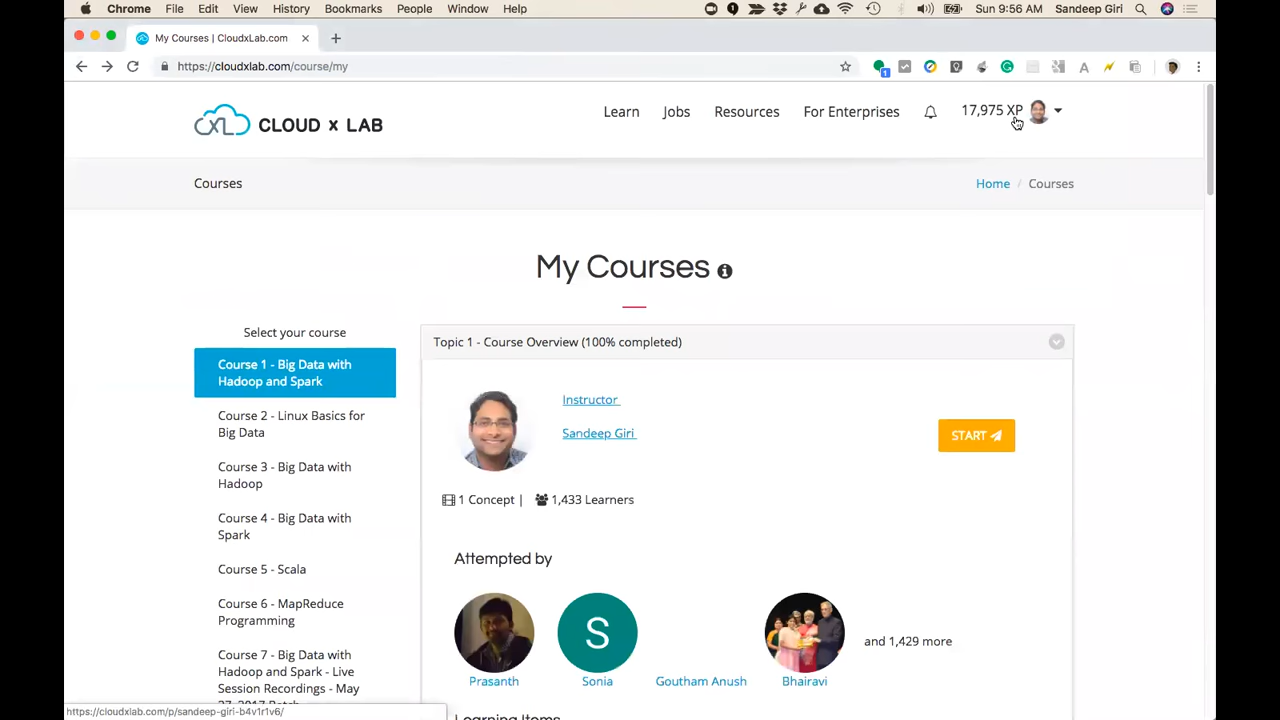 Chrome File Edit View History Bookmarks People Window Help Sun 9:56 AM Sandeep Giri
My Courses | CloudxLab.com
https://cloudxlab.com/course/my
1
CXL CLOUD x LAB
Learn Jobs Resources For Enterprises 17,975 XP
Courses
Home / Courses
My Courses
Select your course
Course 1 - Big Data with
Hadoop and Spark
Course 2 - Linux Basics for
Big Data
Course 3 - Big Data with
Hadoop
Course 4 - Big Data with
Spark
Course 5 - Scala
Course 6 - MapReduce
Programming
Course 7 - Big Data with
Hadoop and Spark - Live
Session Recordings - May
Topic 1 - Course Overview (100% completed)
Instructor
Sandeep Giri
START
1 Concept | 1,433 Learners
Attempted by
S
and 1,429 more
Prasanth Sonia Goutham Anush Bhairavi
Learning Items
https://cloudxlab.com/p/sandeep-giri-b4v1r1v6/